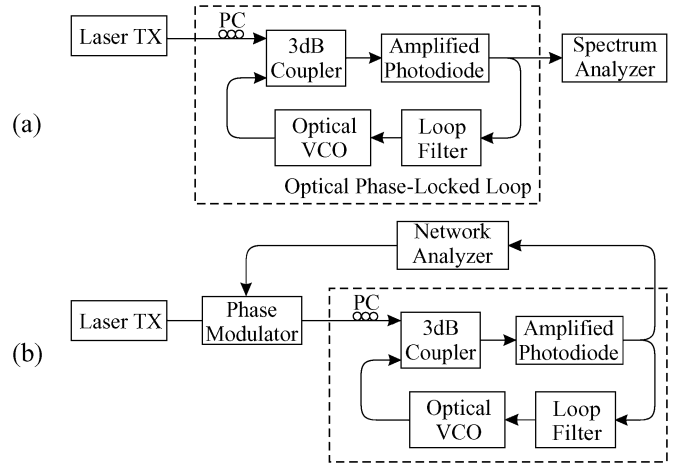 (a)
Laser TX
PC
3dB
Coupler
Amplified
Photodiode
Spectrum
Analyzer
Optical
VCO
Loop
Filter
Optical Phase-Locked Loop
(b)
Network
Analyzer
Laser TX
Phase
Modulator
PC
3dB
Coupler
Amplified
Photodiode
Optical
VCO
Loop
Filter